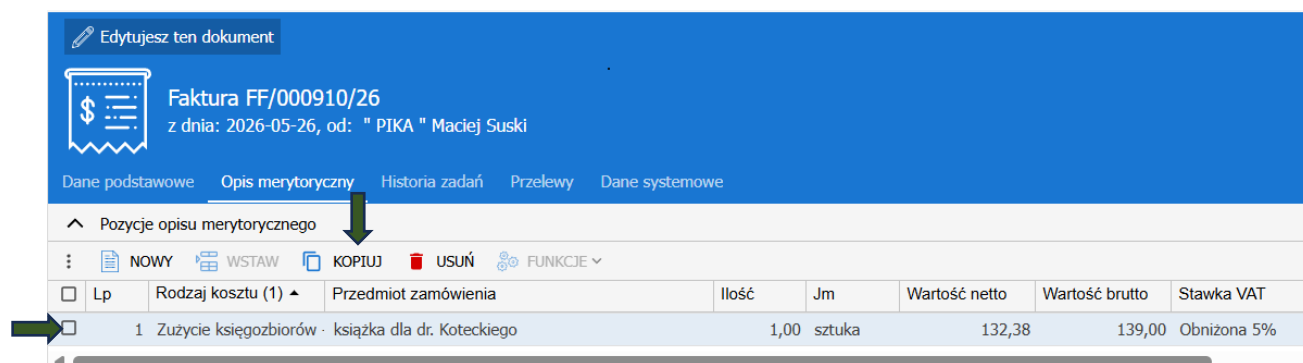 Edytujesz ten dokument
$
Faktura FF/000910/26
z dnia: 2026-05-26, od: " PIKA " Maciej Suski
Dane podstawowe Opis merytoryczny Historia zadań Przelewy Dane systemowe
Pozycje opisu merytorycznego
NOWY WSTAW KOPIUJ USUŃ FUNKCJE
Lp Rodzaj kosztu (1) Przedmiot zamówienia Ilość Jm Wartość netto Wartość brutto Stawka VAT
1 Zużycie księgozbiorów - książka dla dr. Koteckiego 1,00 sztuka 132,38 139,00 Obniżona 5%